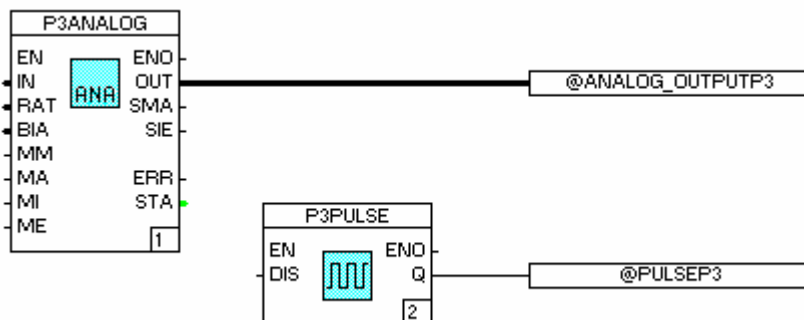 P3ANALOG
EN ENO
IN OUT
ANA
RAT SMA
BIA SIE
MM
MA ERR
MI STA
ME
1
@ANALOG_OUTPUTP3
P3PULSE
EN ENO
DIS Q
2
@PULSEP3